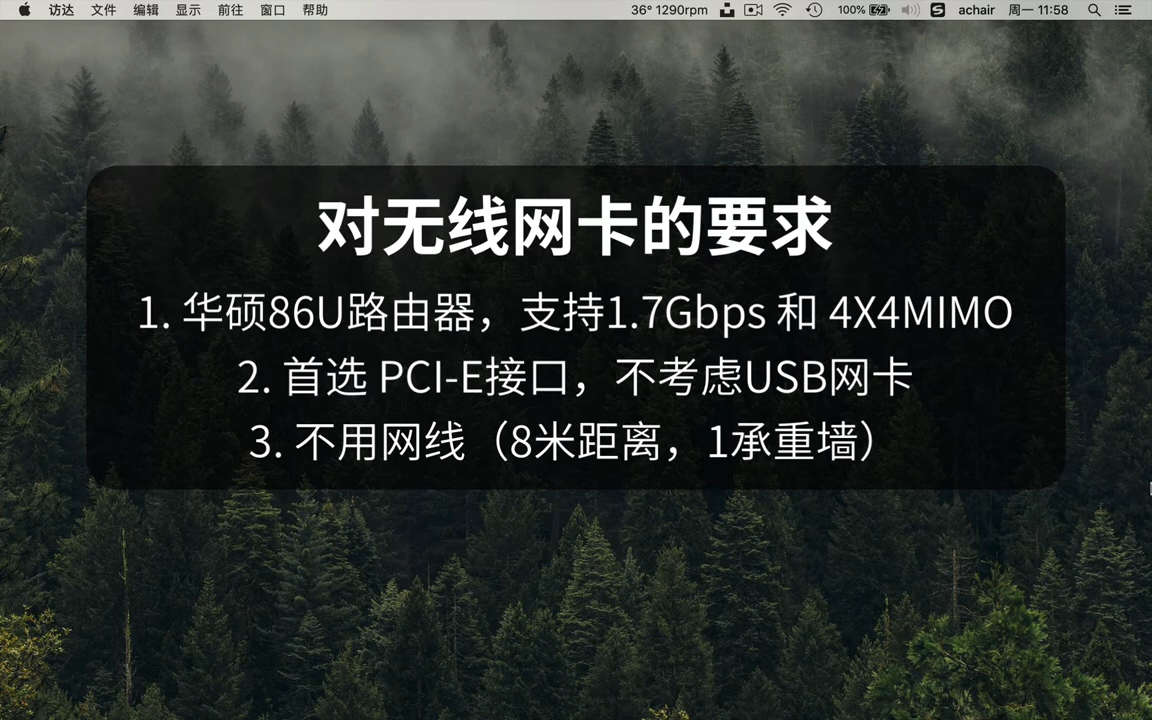 访达 文件 编辑 显示 前往 窗口 帮助 36° 1290rpm 100% achair 周一 11:58
对无线网卡的要求
1. 华硕86U路由器，支持1.7Gbps 和 4X4MIMO
2. 首选 PCI-E接口，不考虑USB网卡
3. 不用网线（8米距离，1承重墙）